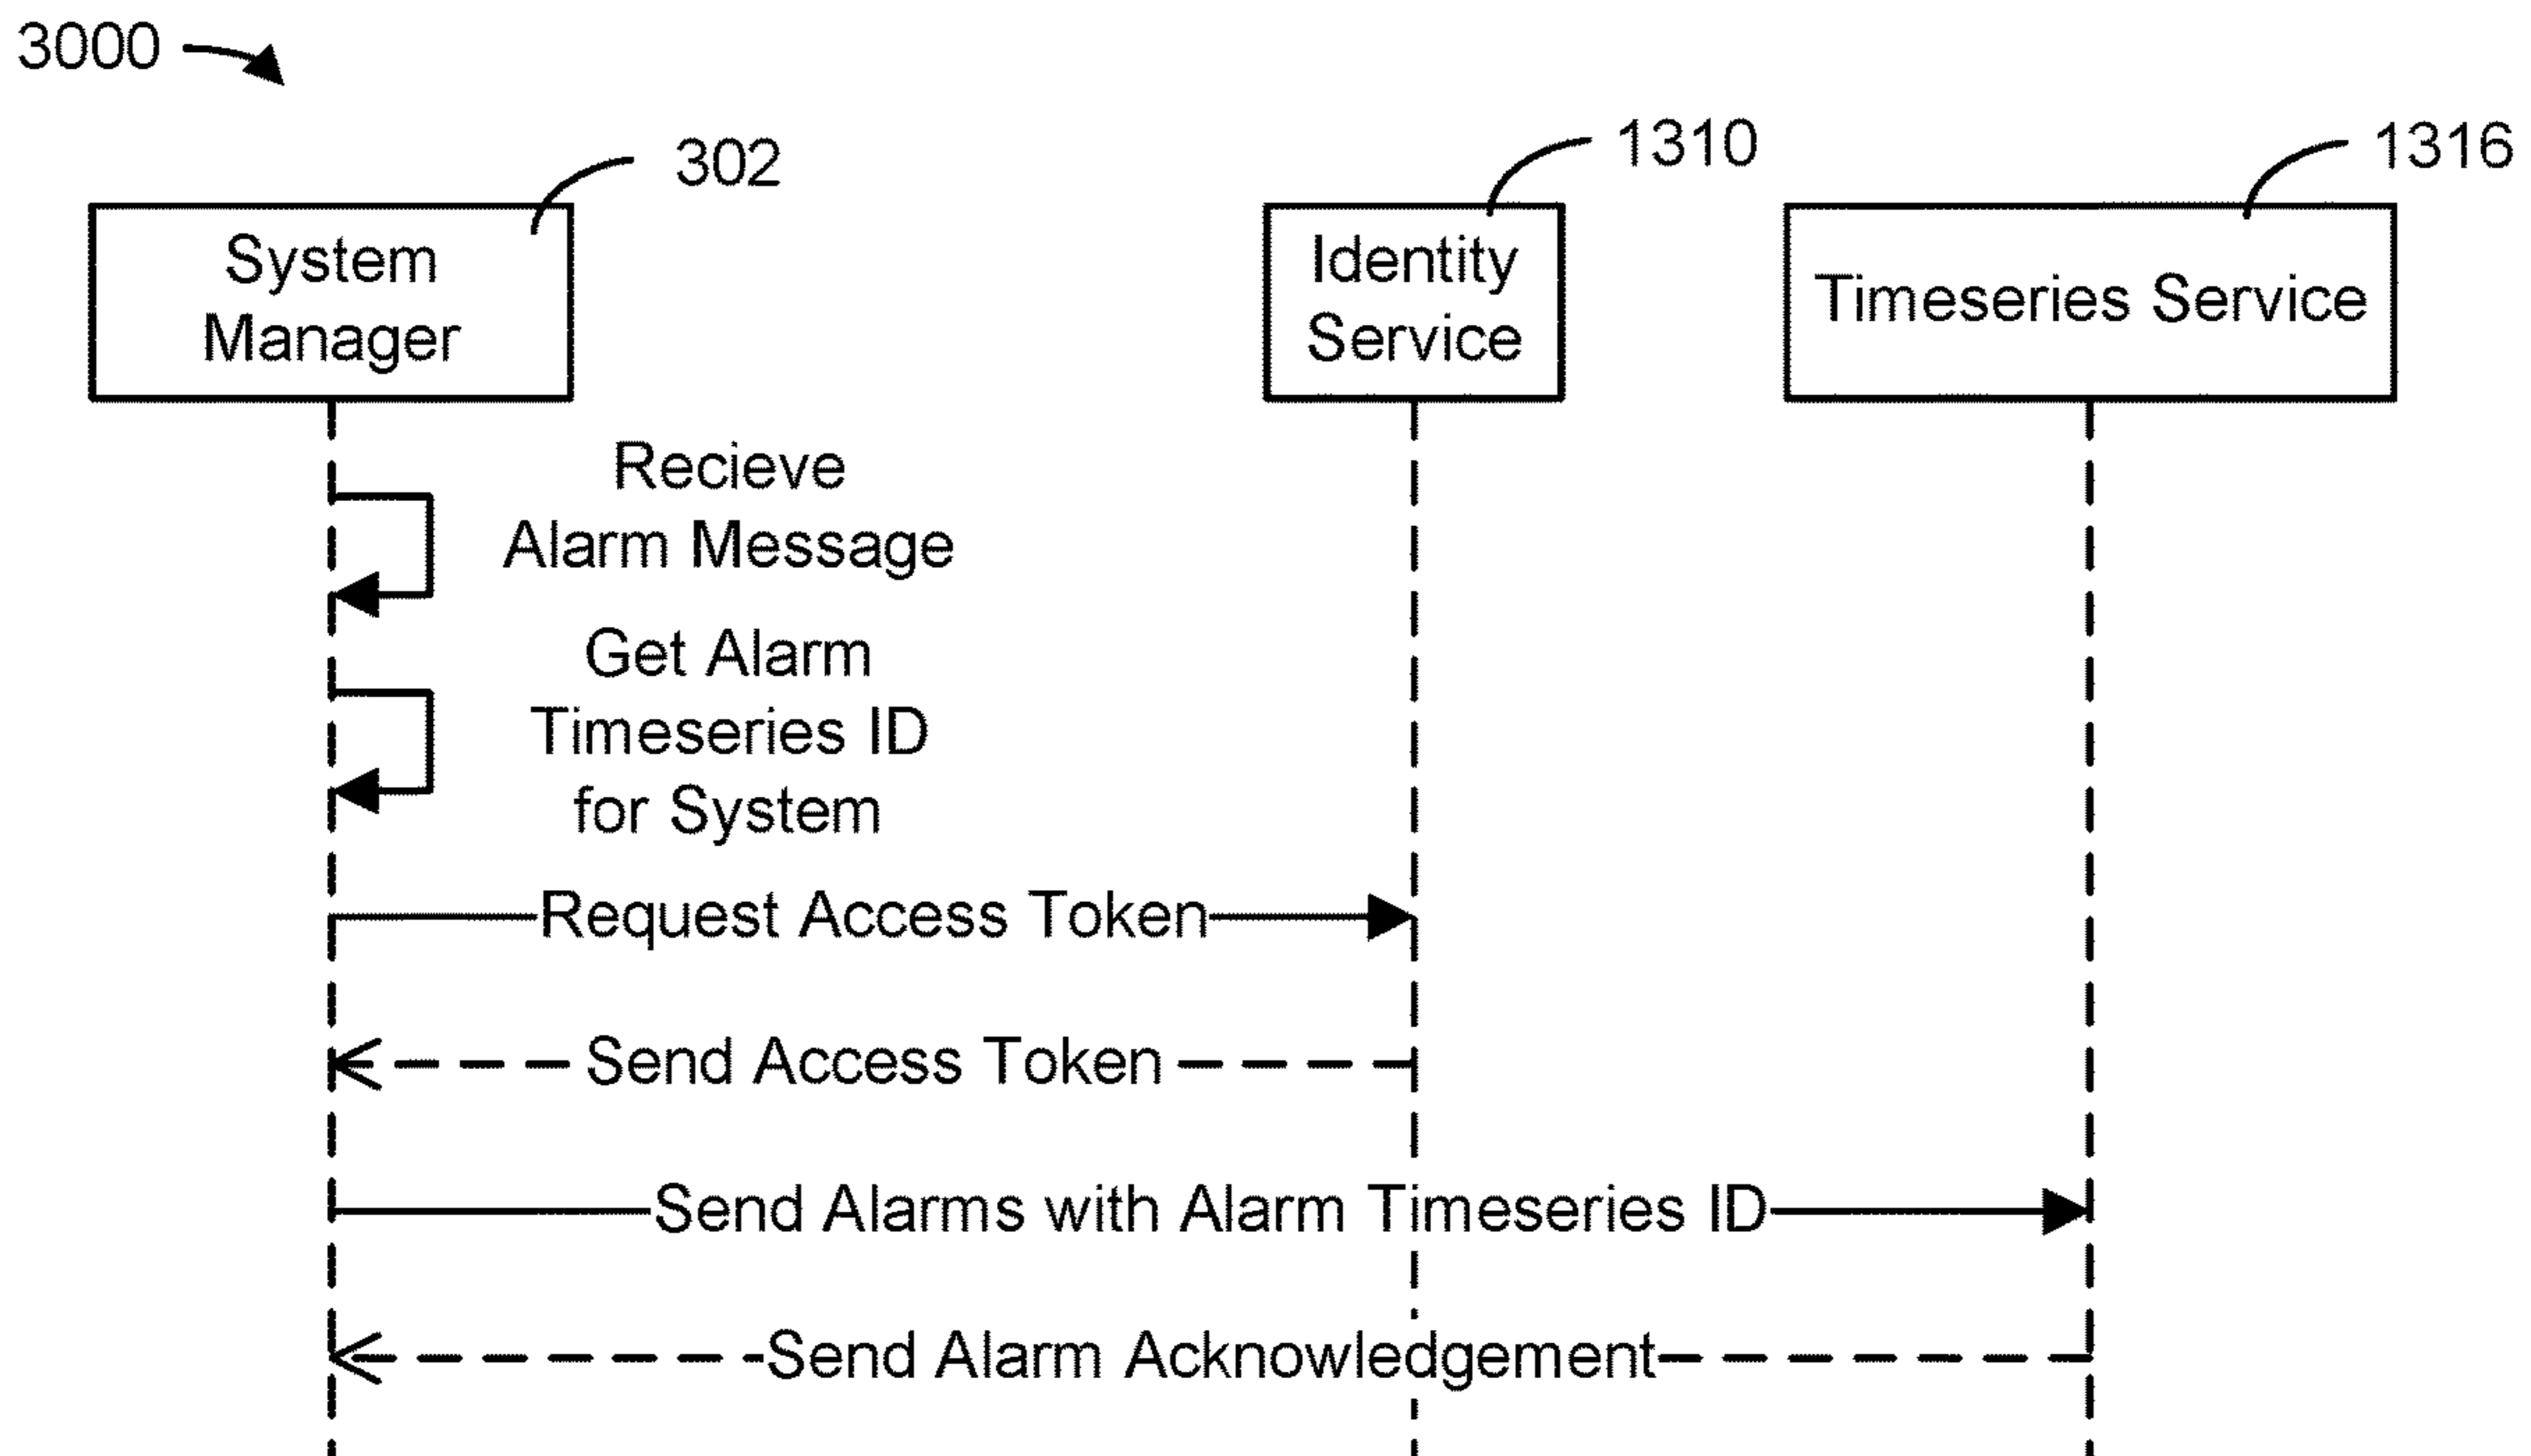 3000
302
1310
1316
System
Manager
Identity
Service
Timeseries Service
Recieve
Alarm Message
Get Alarm
Timeseries ID
for System
Request Access Token
Send Access Token
Send Alarms with Alarm Timeseries ID
Send Alarm Acknowledgement